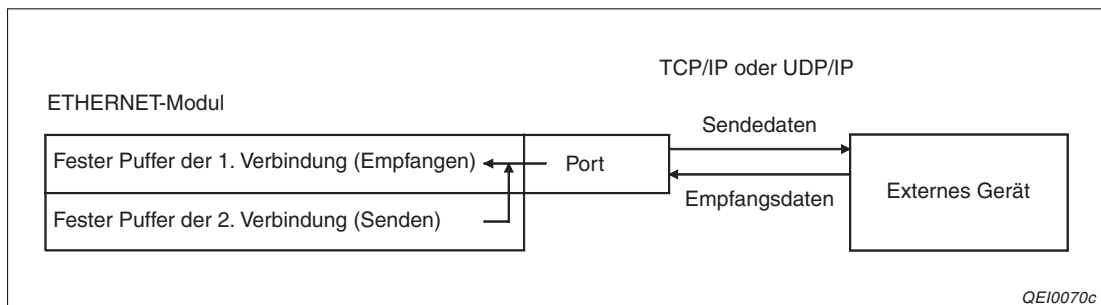 TCP/IP oder UDP/IP
ETHERNET-Modul
Sendedaten
Fester Puffer der 1. Verbindung (Empfangen)
Port
Empfangsdaten
Externes Gerät
Fester Puffer der 2. Verbindung (Senden)
QEI0070c